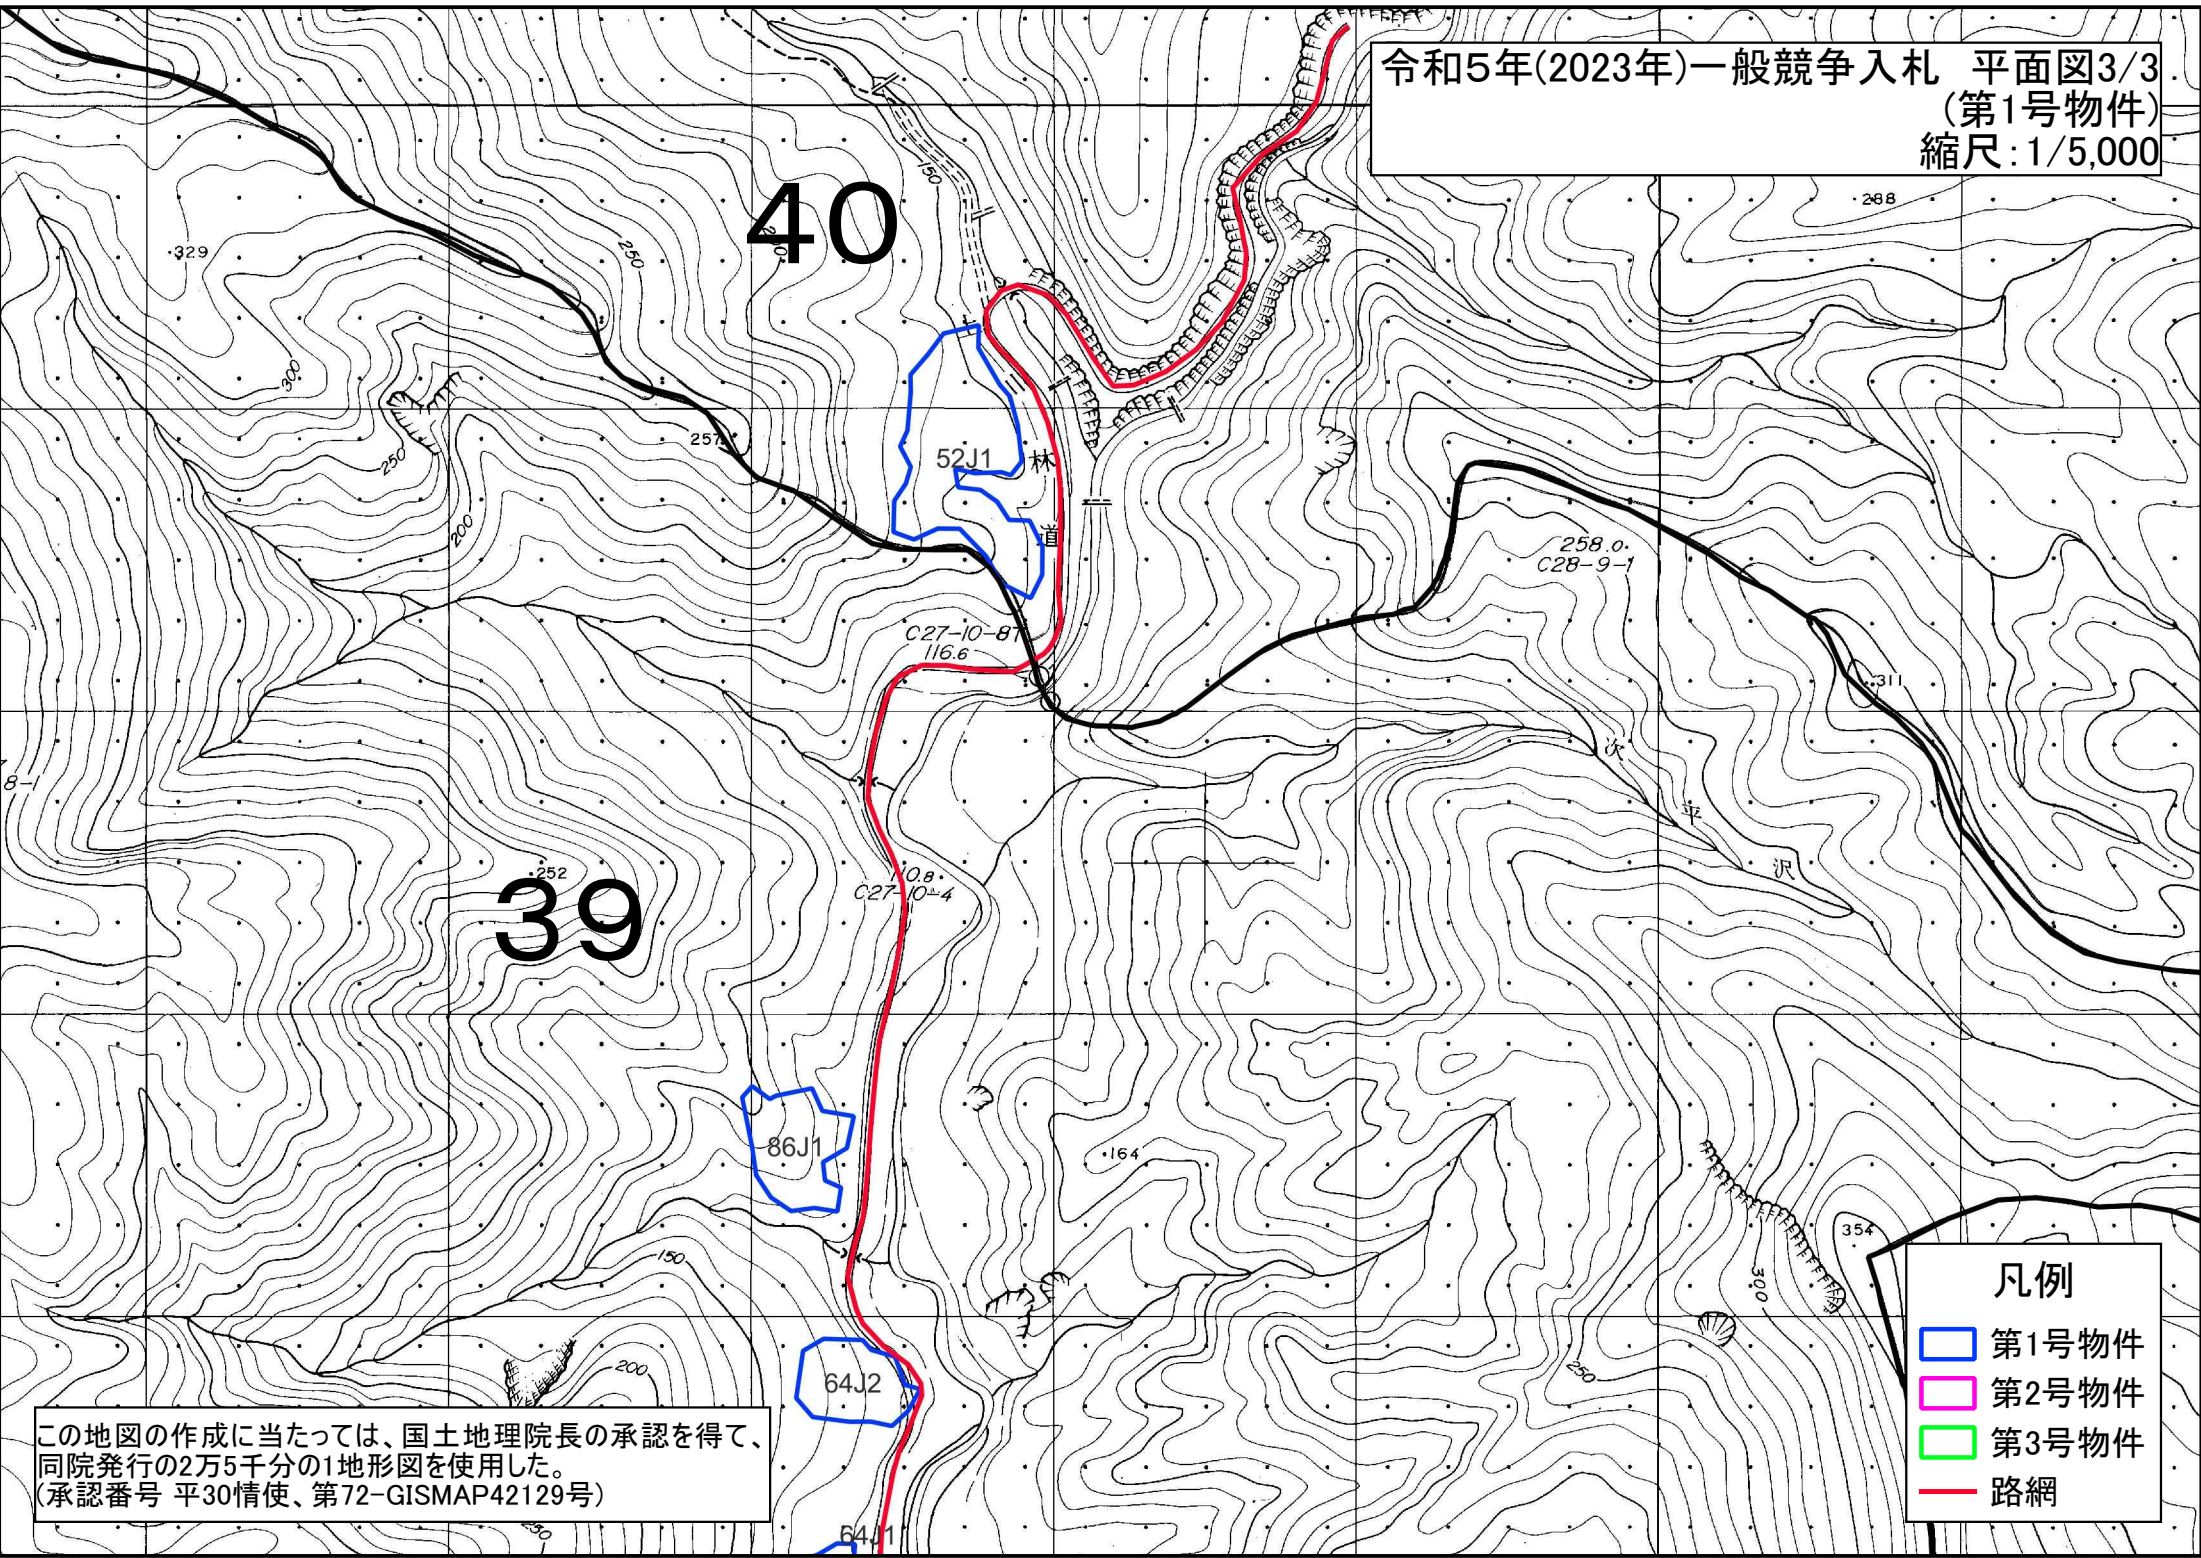 令和5年(2023年)一般競争入札　平面図3/3
(第1号物件)
縮尺:1/5,000
40
150
200
250
・329
・288
300
257
250
52J1
林
道
200
258.0
C28-9-1
C27-10-87
116.6
311
次
平
沢
8-1
・252
39
110.8
C27-10-4
86J1
・164
150
354
300
200
64J2
250
250
64J1
凡例
第1号物件
第2号物件
第3号物件
路網
この地図の作成に当たっては、国土地理院長の承認を得て、
同院発行の2万5千分の1地形図を使用した。
(承認番号 平30情使、第72-GISMAP42129号)